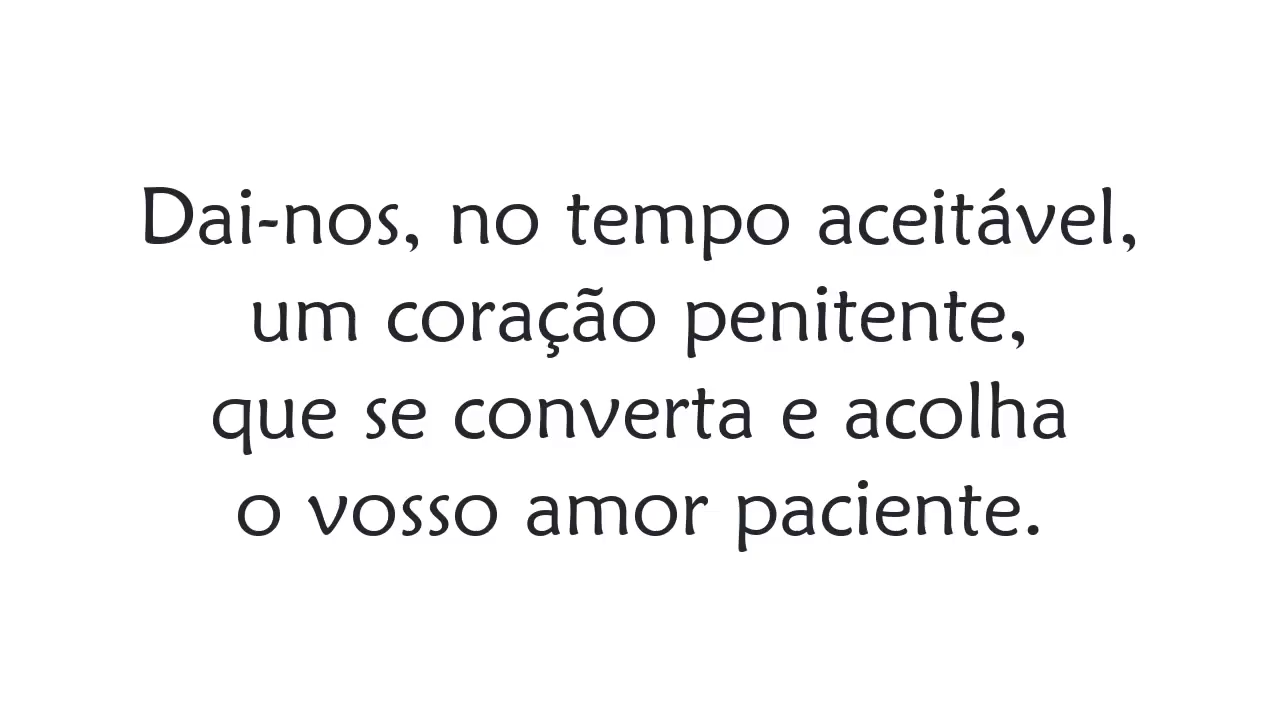 Dai-nos, no tempo aceitável,
um coração penitente,
que se converta e acolha
o vosso amor paciente.